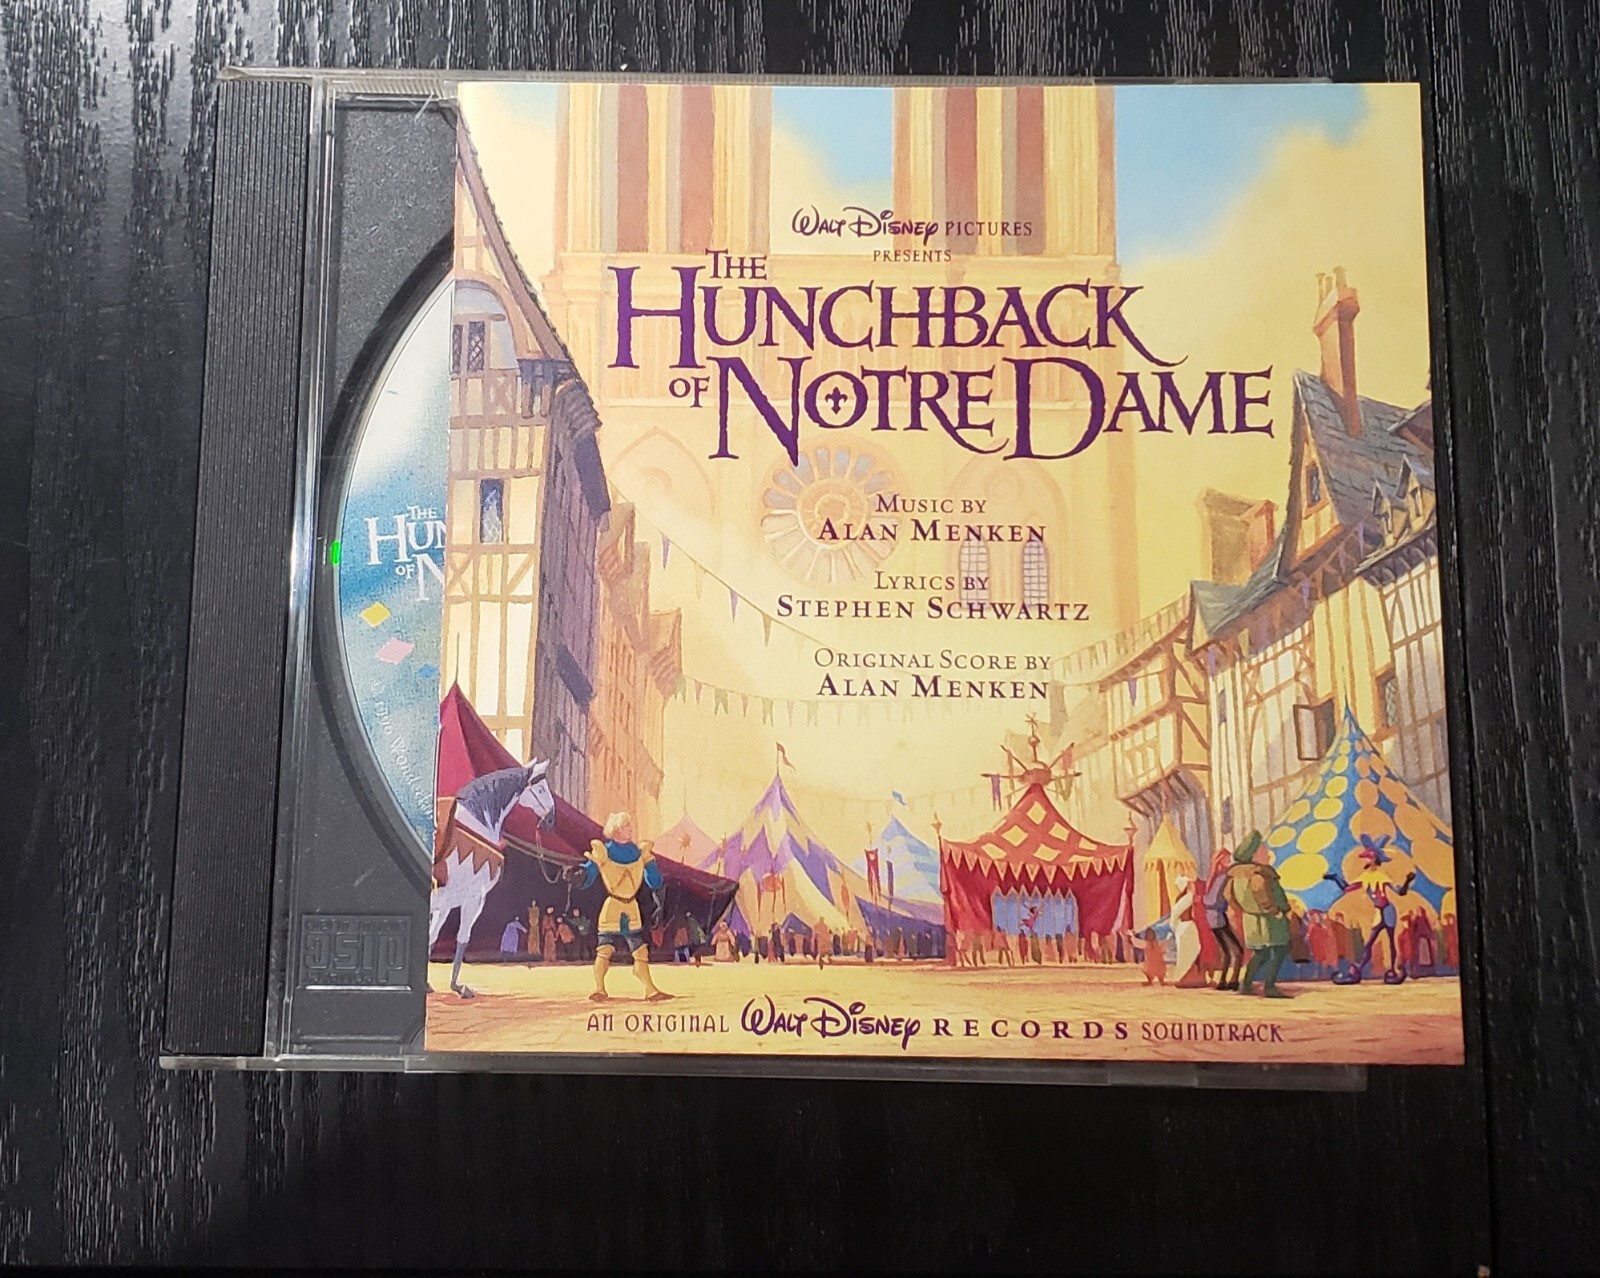 WALT DISNEY PICTURES
PRESENTS
THE
HUNCHBACK
OF NOTRE DAME
MUSIC BY
ALAN MENKEN
LYRICS BY
STEPHEN SCHWARTZ
ORIGINAL SCORE BY
ALAN MENKEN
AN ORIGINAL WALT DISNEY RECORDS SOUNDTRACK
THE
HUN
OF N
disc